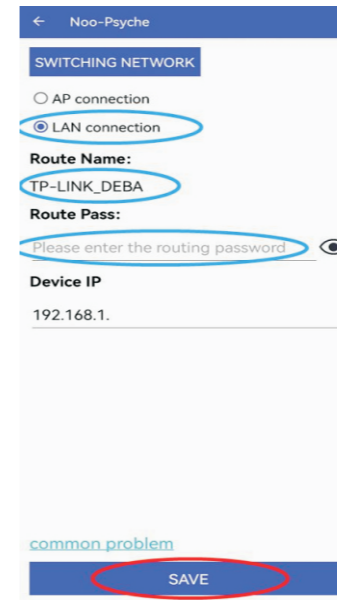 ← Noo-Psyche
SWITCHING NETWORK
AP connection
LAN connection
Route Name:
TP-LINK_DEBA
Route Pass:
Please enter the routing password
Device IP
192.168.1.
common problem
SAVE